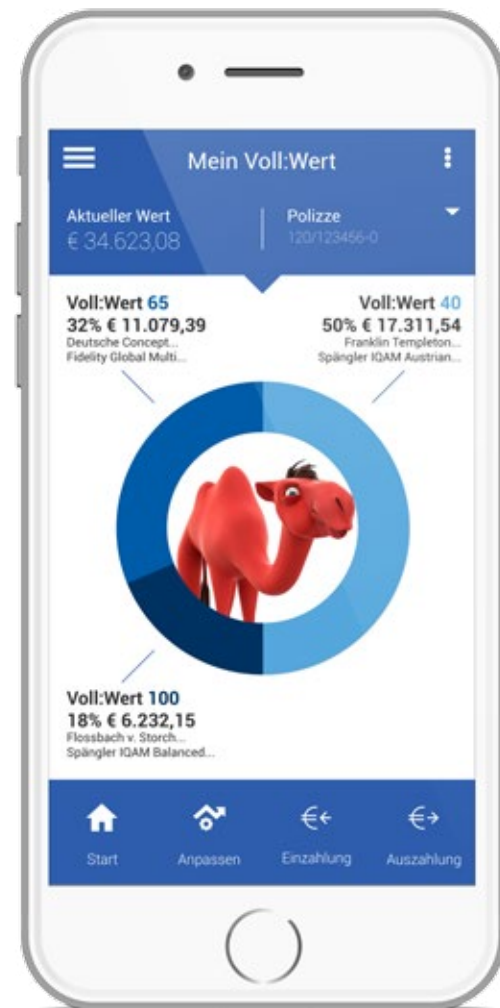 Mein Voll:Wert
Aktueller Wert
€ 34.623,08
Polizze
120/123456-0
Voll:Wert 65
32% € 11.079,39
Deutsche Concept...
Fidelity Global Multi...
Voll:Wert 40
50% € 17.311,54
Franklin Templeton...
Spängler IQAM Austrian...
Voll:Wert 100
18% € 6.232,15
Flossbach v. Storch...
Spängler IQAM Balanced...
Start
Anpassen
€
Einzahlung
€
Auszahlung